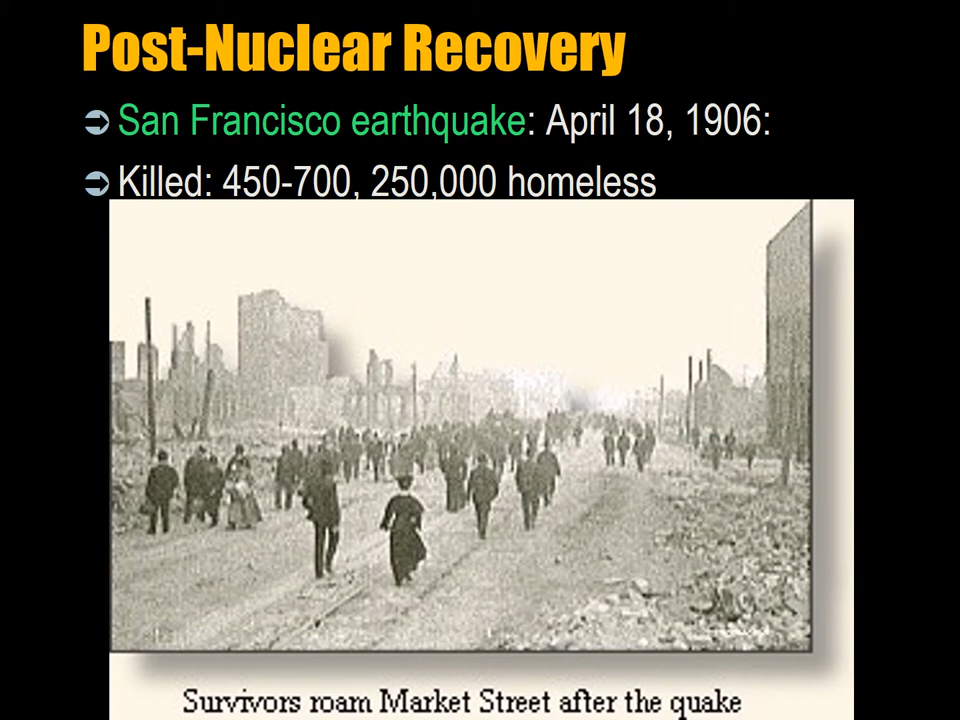 Post-Nuclear Recovery
San Francisco earthquake: April 18, 1906:
Killed: 450-700, 250,000 homeless
Survivors roam Market Street after the quake